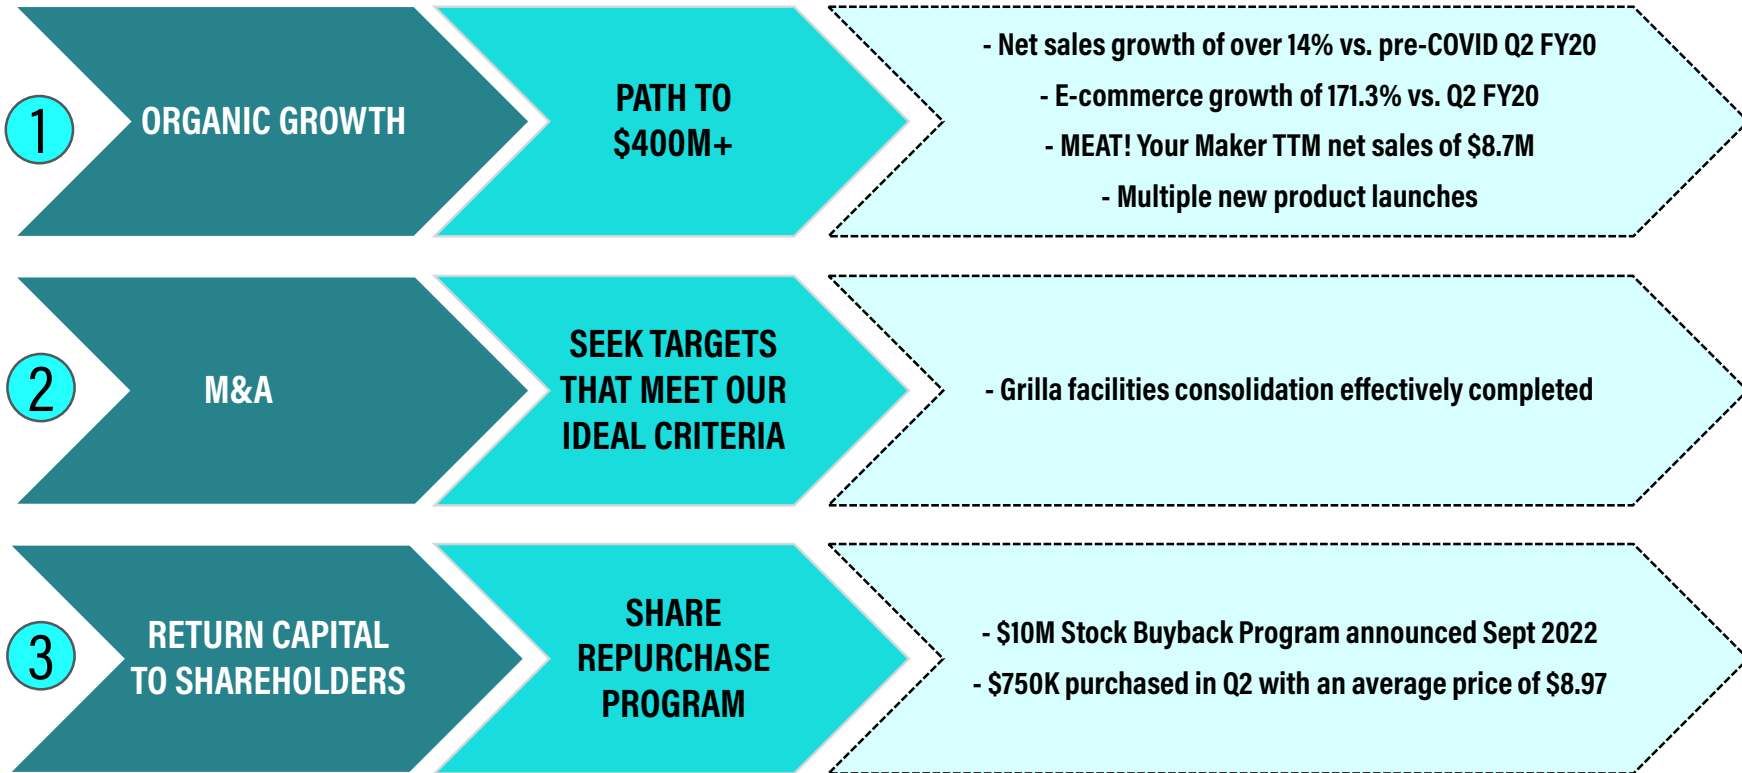 1
ORGANIC GROWTH
PATH TO
$400M+
- Net sales growth of over 14% vs. pre-COVID Q2 FY20
- E-commerce growth of 171.3% vs. Q2 FY20
- MEAT! Your Maker TTM net sales of $8.7M
- Multiple new product launches
2
M&A
SEEK TARGETS
THAT MEET OUR
IDEAL CRITERIA
- Grilla facilities consolidation effectively completed
3
RETURN CAPITAL
TO SHAREHOLDERS
SHARE
REPURCHASE
PROGRAM
- $10M Stock Buyback Program announced Sept 2022
- $750K purchased in Q2 with an average price of $8.97